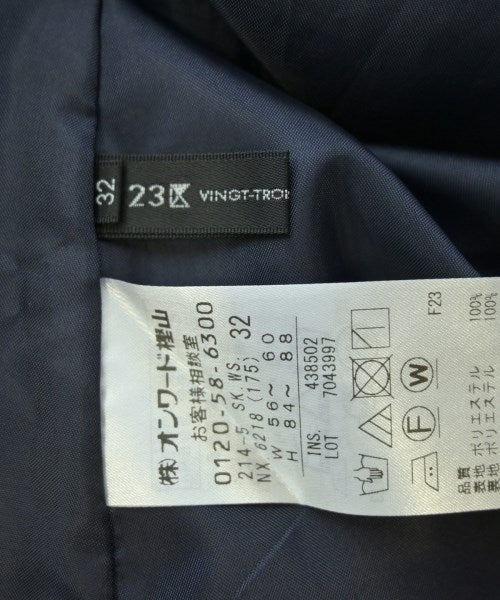 32
23区 VINGT-TROI
(株)オンワード樫山
お客様相談室
0120-58-6300
214-5 SK.WS. 32
NX 6218 (175;
W 56~ 60
H 84~ 88
INS. 438502
LOT 7043997
W
F
F23
品質
表地 ポリエステル 100%
裏地 ポリエステル 100%